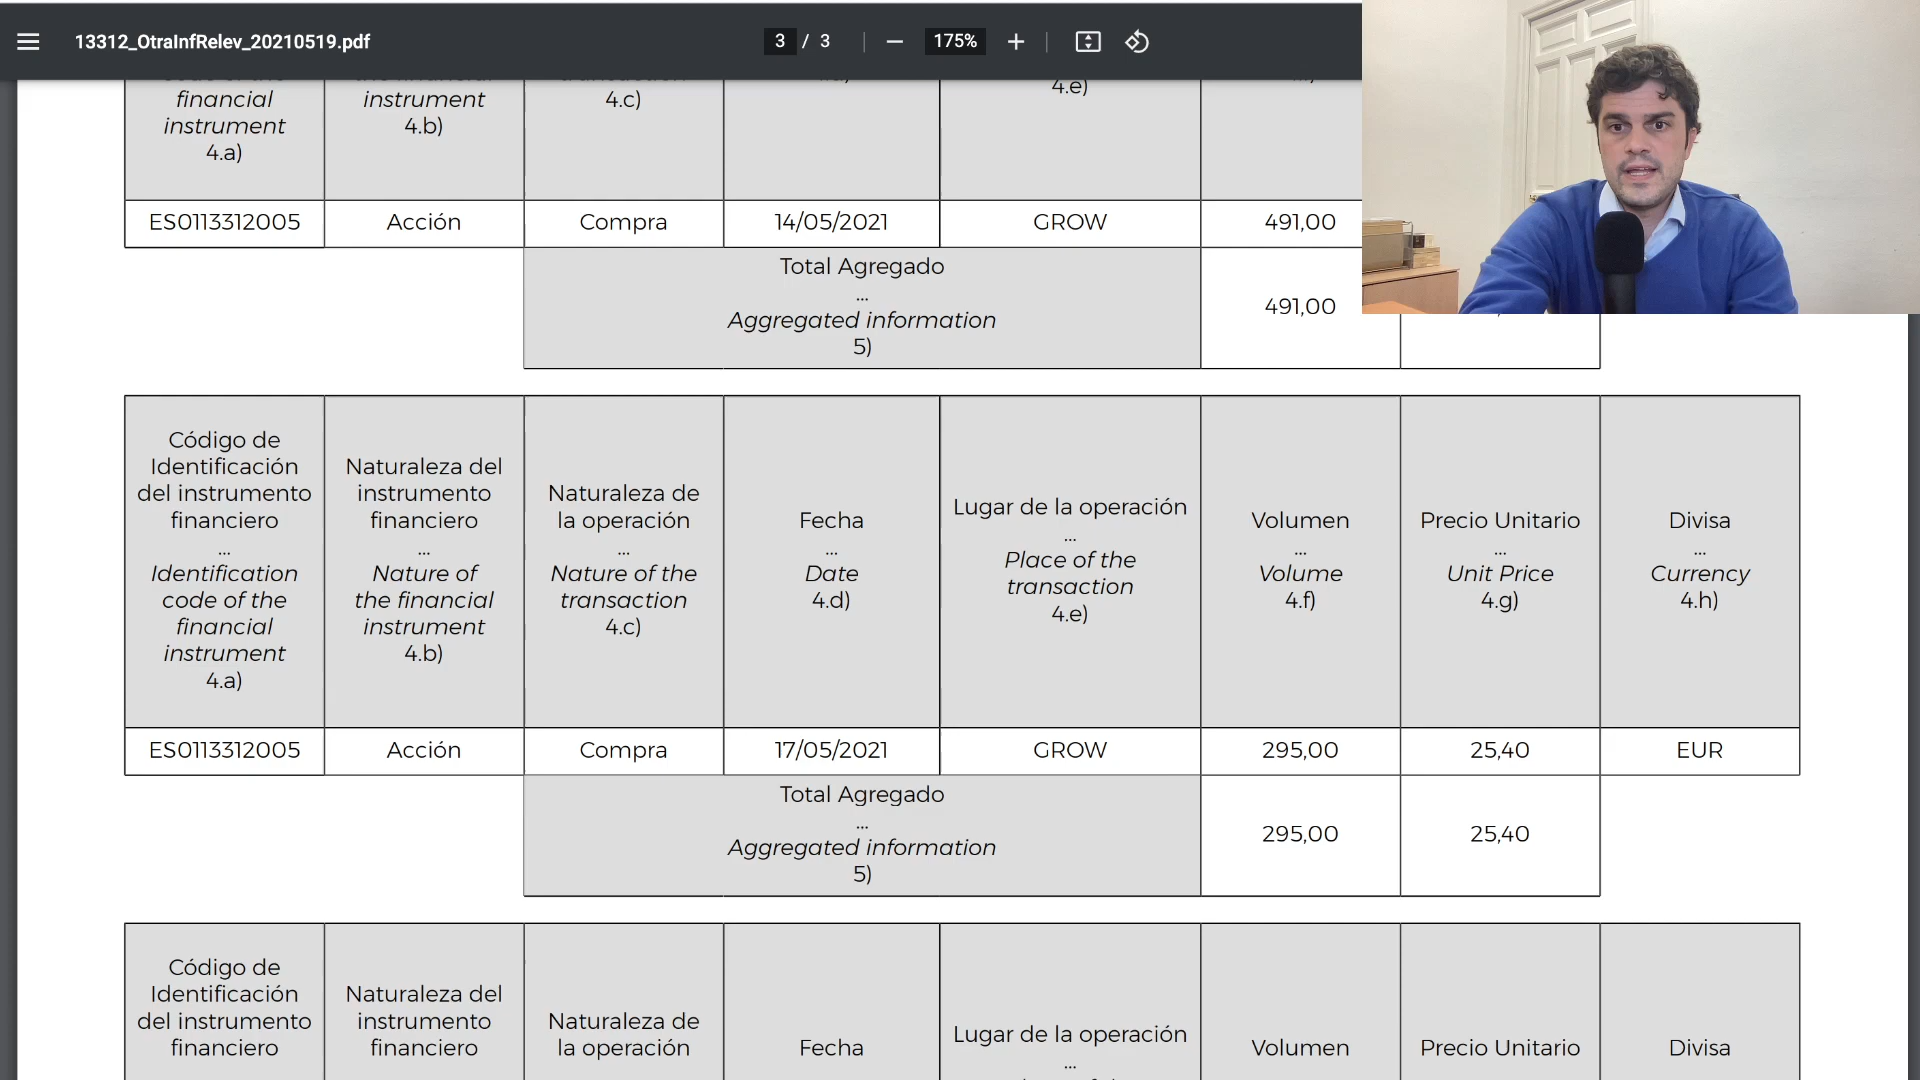 13312_OtraInfRelev_20210519.pdf
3 / 3
175%
financial
instrument
4.a)
instrument
4.b)
4.c)
4.e)
ES0113312005 Acción Compra 14/05/2021 GROW 491,00
Total Agregado
...
Aggregated information
5)
491,00
Código de
Identificación
del instrumento
financiero
...
Identification
code of the
financial
instrument
4.a)
Naturaleza del
instrumento
financiero
...
Nature of
the financial
instrument
4.b)
Naturaleza de
la operación
...
Nature of the
transaction
4.c)
Fecha
...
Date
4.d)
Lugar de la operación
...
Place of the
transaction
4.e)
Volumen
...
Volume
4.f)
Precio Unitario
...
Unit Price
4.g)
Divisa
...
Currency
4.h)
ES0113312005 Acción Compra 17/05/2021 GROW 295,00 25,40 EUR
Total Agregado
...
Aggregated information
5)
295,00
25,40
Código de
Identificación
del instrumento
financiero
Naturaleza del
instrumento
financiero
Naturaleza de
la operación
Fecha
Lugar de la operación
...
Volumen
Precio Unitario
Divisa